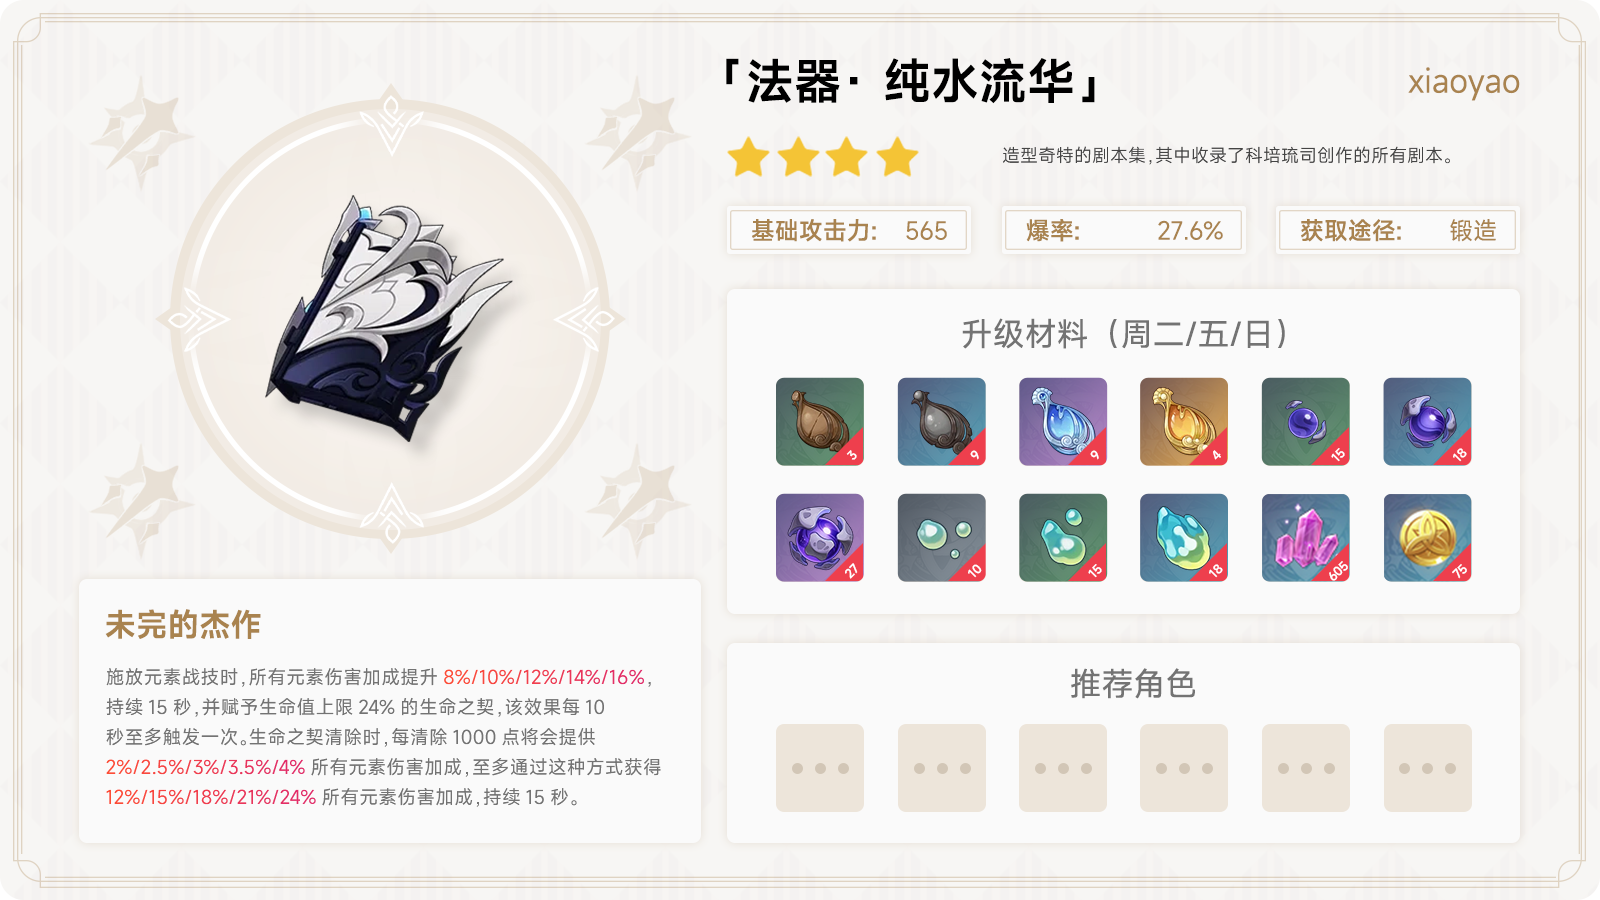 「法器· 纯水流华」
xiaoyao
造型奇特的剧本集,其中收录了科培琉司创作的所有剧本。
基础攻击力: 565
爆率: 27.6%
获取途径: 锻造
升级材料（周二/五/日）
3 9 9 4 15 18
27 10 15 18 605 75
未完的杰作
施放元素战技时,所有元素伤害加成提升 8%/10%/12%/14%/16%,
持续 15 秒,并赋予生命值上限 24% 的生命之契,该效果每 10
秒至多触发一次。生命之契清除时,每清除 1000 点将会提供
2%/2.5%/3%/3.5%/4% 所有元素伤害加成,至多通过这种方式获得
12%/15%/18%/21%/24% 所有元素伤害加成,持续 15 秒。
推荐角色